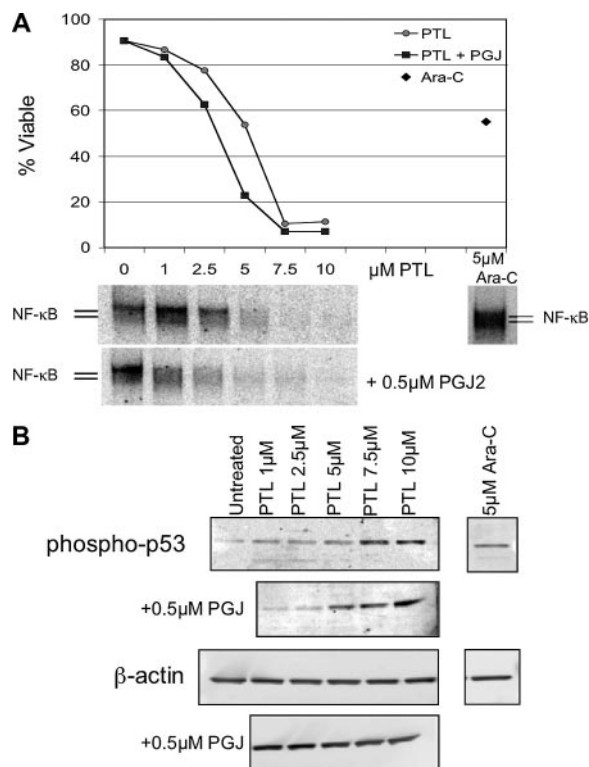 A
100
80
60
40
20
0
% Viable
PTL
PTL + PGJ
Ara-C
0 1 2.5 5 7.5 10 μM PTL
5μM
Ara-C
NF-κB
NF-κB
NF-κB
+ 0.5μM PGJ2
B
Untreated
PTL 1μM
PTL 2.5μM
PTL 5μM
PTL 7.5μM
PTL 10μM
5μM Ara-C
phospho-p53
+0.5μM PGJ
β-actin
+0.5μM PGJ